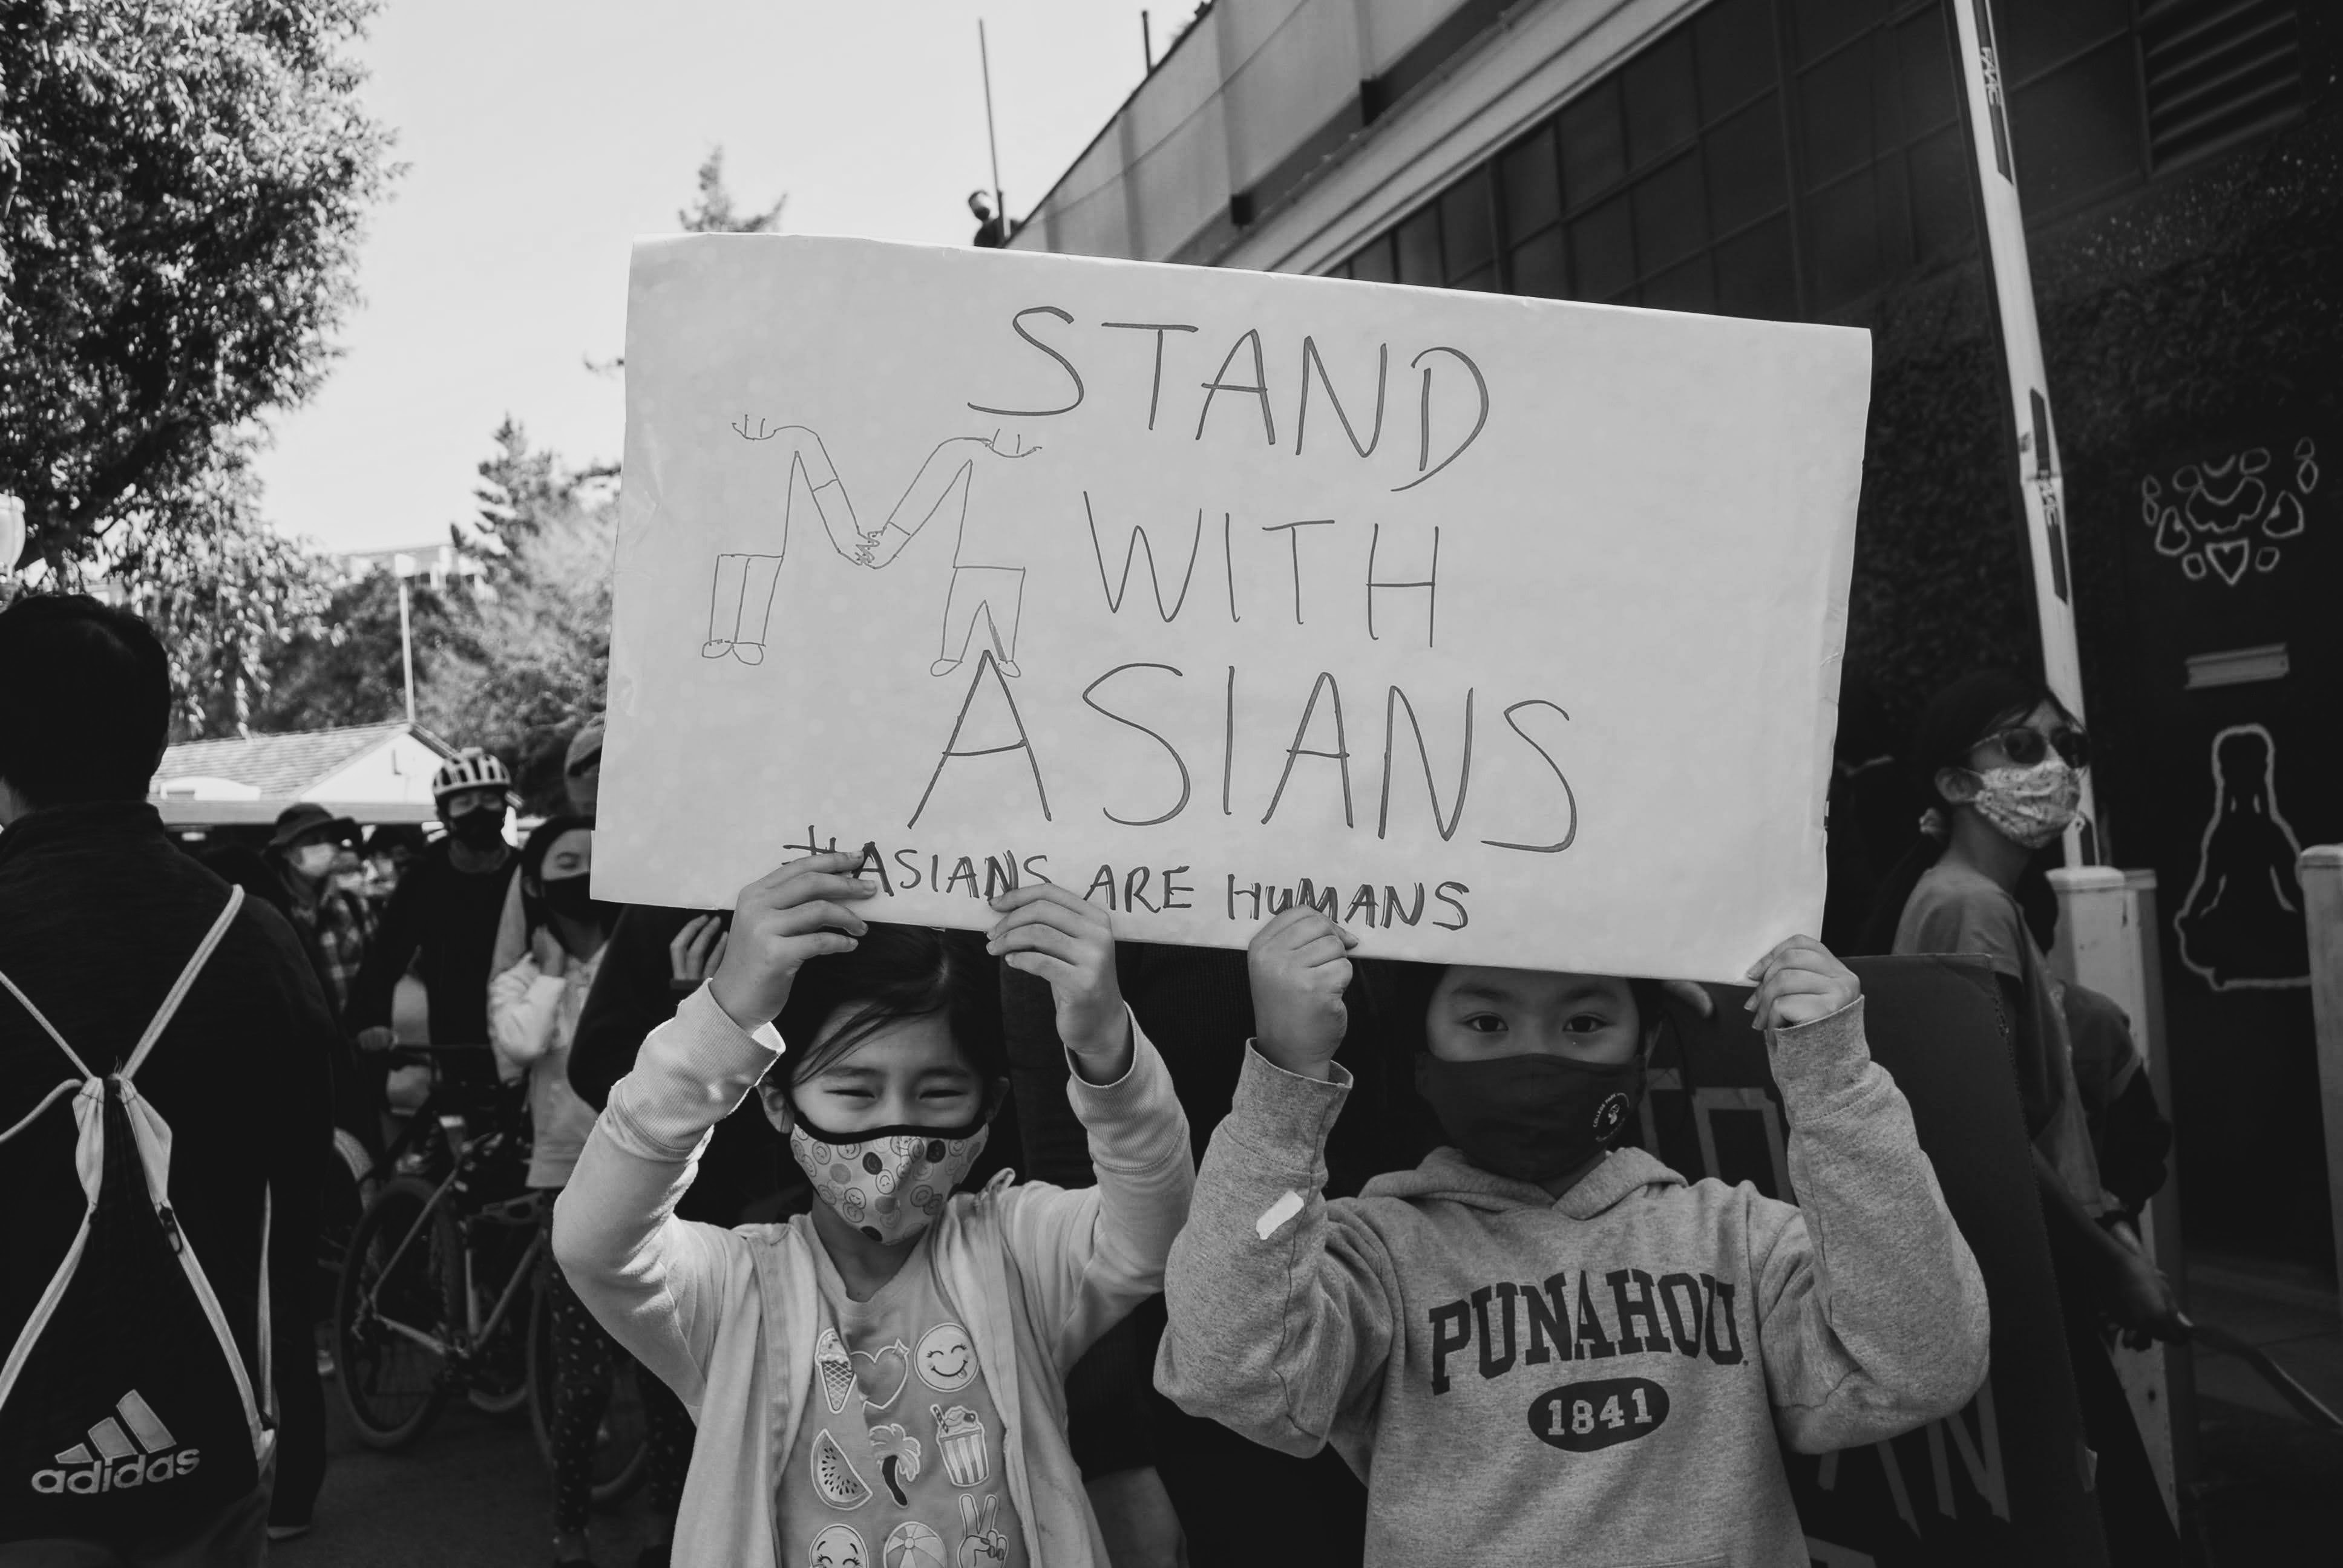 STAND
WITH
ASIANS
#ASIANS ARE HUMANS
PUNAHOU
1841
adidas